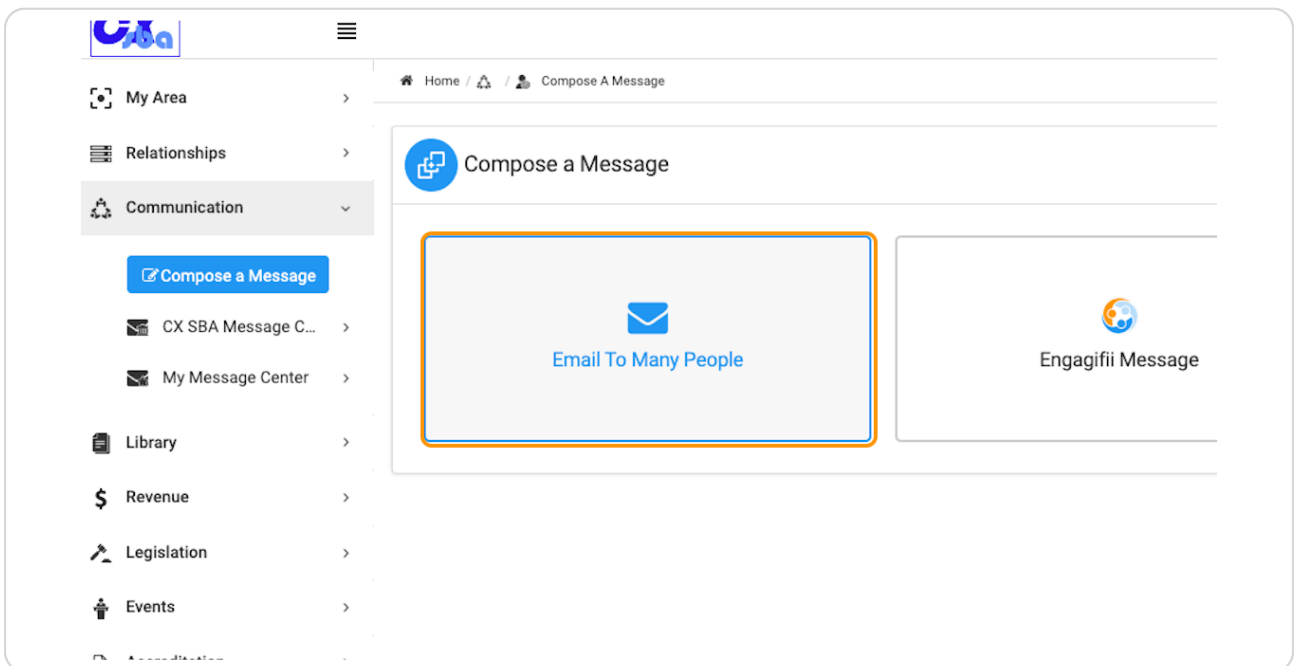 sba
My Area
Relationships
Communication
Compose a Message
CX SBA Message C...
My Message Center
Library
Revenue
Legislation
Events
Home / / Compose A Message
Compose a Message
Email To Many People
Engagifii Message